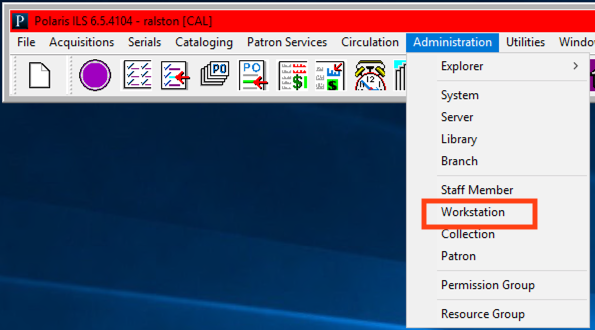 P Polaris ILS 6.5.4104 - ralston [CAL]
File Acquisitions Serials Cataloging Patron Services Circulation Administration Utilities Windo
PO PO $ $ 12
Explorer >
System
Server
Library
Branch
Staff Member
Workstation
Collection
Patron
Permission Group
Resource Group